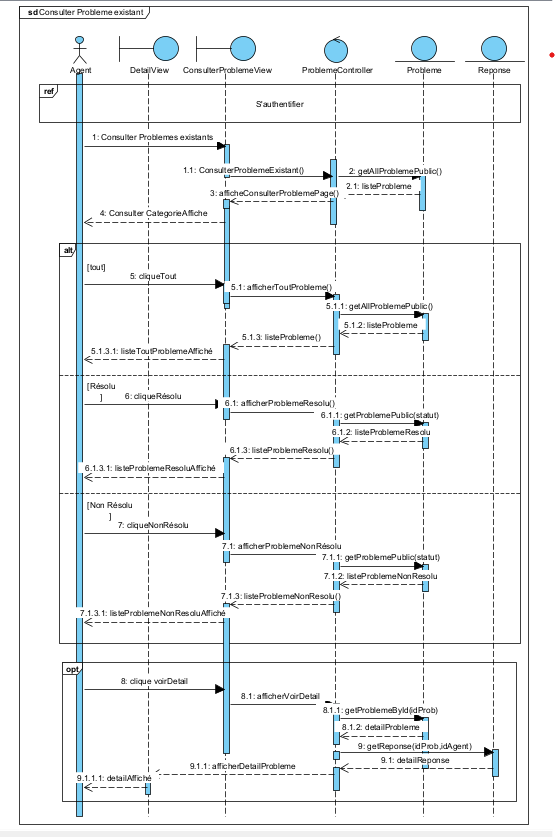 sd Consulter Probleme existant
Agent
DetailView
ConsulterProblemeView
ProblemeController
Probleme
Reponse
ref
S'authentifier
1: Consulter Problemes existants
1.1: ConsulterProblemeExistant()
2: getAllProblemePublic()
2.1: listeProbleme
3: afficheConsulterProblemePage()
4: Consulter CategorieAffiche
alt
[tout]
5: cliqueTout
5.1: afficherToutProbleme()
5.1.1: getAllProblemePublic()
5.1.2: listeProbleme
5.1.3: listeProbleme()
5.1.3.1: listeToutProblemeAffiché
[Résolu
]
6: cliqueRésolu
6.1: afficherProblemeResolu()
6.1.1: getProblemePublic(statut)
6.1.2: listeProblemeResolu
6.1.3: listeProblemeResolu()
6.1.3.1: listeProblemeResoluAffiché
[Non Résolu
]
7: cliqueNonRésolu
7.1: afficherProblemeNonRésolu
7.1.1: getProblemePublic(statut)
7.1.2: listeProblemeNonResolu
7.1.3: listeProblemeNonResolu()
7.1.3.1: listeProblemeNonResoluAffiché
opt
8: clique voirDetail
8.1: afficherVoirDetail
8.1.1: getProblemeById(idProb)
8.1.2: detailProbleme
9: getReponse(idProb,idAgent)
9.1: detailReponse
9.1.1: afficherDetailProbleme
9.1.1.1: detailAffiché